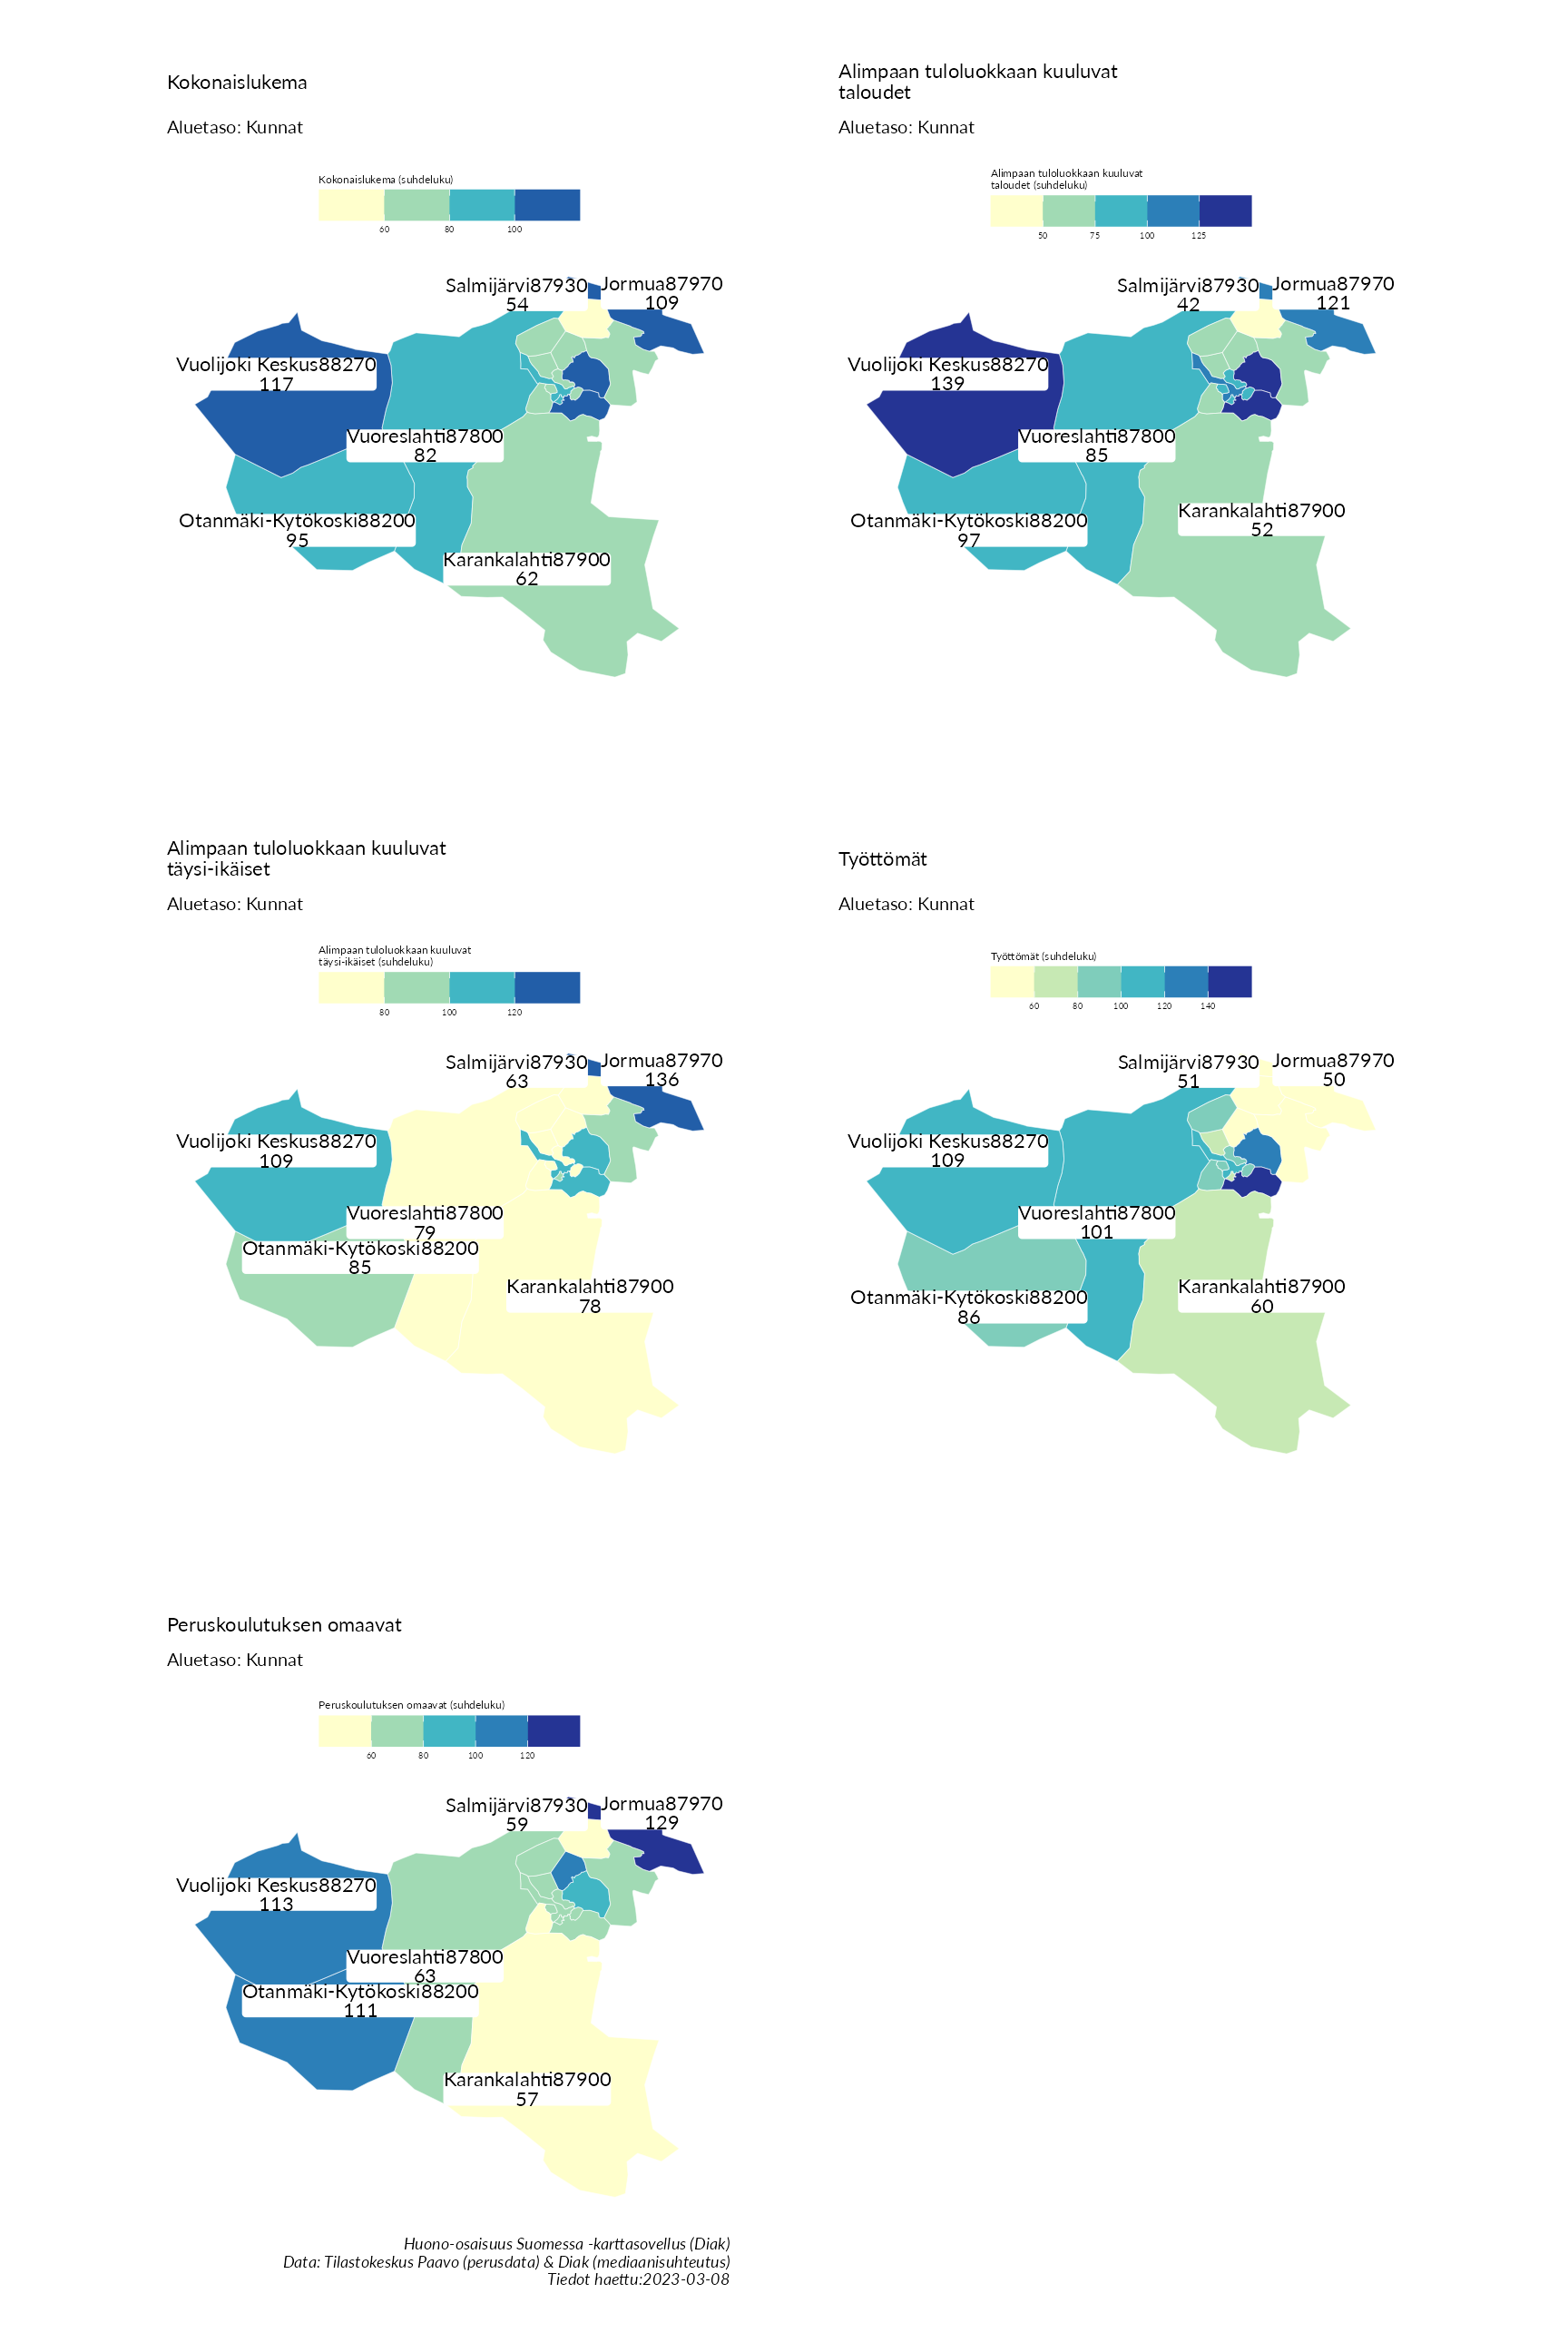 Kokonaislukema
Aluetaso: Kunnat
Kokonaislukema (suhdeluku)
60 80 100
Salmijärvi87930
54
Jormua87970
109
Vuolijoki Keskus88270
117
Vuoreslahti87800
82
Otanmäki-Kytökoski88200
95
Karankalahti87900
62
Alimpaan tuloluokkaan kuuluvat
taloudet
Aluetaso: Kunnat
Alimpaan tuloluokkaan kuuluvat
taloudet (suhdeluku)
50 75 100 125
Salmijärvi87930
42
Jormua87970
121
Vuolijoki Keskus88270
139
Vuoreslahti87800
85
Karankalahti87900
52
Otanmäki-Kytökoski88200
97
Alimpaan tuloluokkaan kuuluvat
täysi-ikäiset
Aluetaso: Kunnat
Alimpaan tuloluokkaan kuuluvat
täysi-ikäiset (suhdeluku)
80 100 120
Salmijärvi87930
63
Jormua87970
136
Vuolijoki Keskus88270
109
Vuoreslahti87800
79
Otanmäki-Kytökoski88200
85
Karankalahti87900
78
Työttömät
Aluetaso: Kunnat
Työttömät (suhdeluku)
60 80 100 120 140
Salmijärvi87930
51
Jormua87970
50
Vuolijoki Keskus88270
109
Vuoreslahti87800
101
Karankalahti87900
60
Otanmäki-Kytökoski88200
86
Peruskoulutuksen omaavat
Aluetaso: Kunnat
Peruskoulutuksen omaavat (suhdeluku)
60 80 100 120
Salmijärvi87930
59
Jormua87970
129
Vuolijoki Keskus88270
113
Vuoreslahti87800
63
Otanmäki-Kytökoski88200
111
Karankalahti87900
57
Huono-osaisuus Suomessa -karttasovellus (Diak)
Data: Tilastokeskus Paavo (perusdata) & Diak (mediaanisuhteutus)
Tiedot haettu:2023-03-08